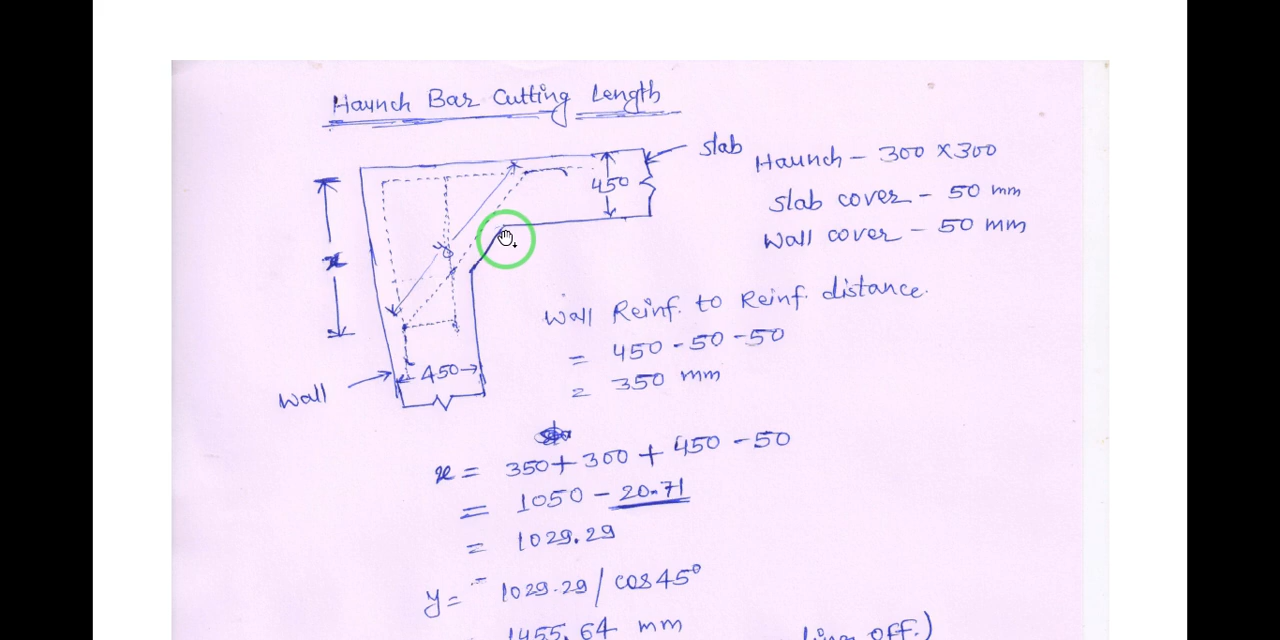 Haunch Bar Cutting Length
slab
Haunch - 300 x 300
450
Slab cover - 50 mm
Wall cover - 50 mm
x
y
Wall Reinf. to Reinf. distance.
= 450 - 50 - 50
= 350 mm
Wall
450
x = 350 + 300 + 450 - 50
= 1050 - 20.71
= 1029.29
y = 1029.29 / cos 45°
1455.64 mm
off.)